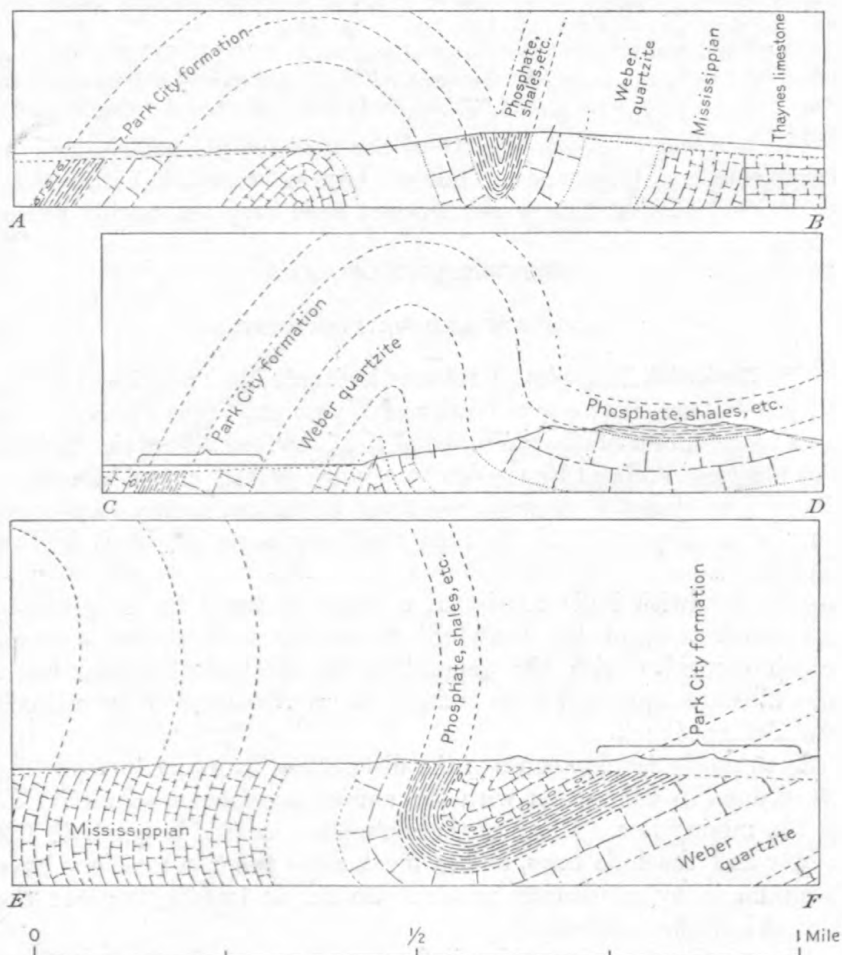 Park City formation
Phosphate,
shales, etc.
Weber
quartzite
Mississippian
Thaynes limestone
A
B
Park City formation
Weber quartzite
Phosphate, shales, etc.
C
D
Phosphate, shales, etc.
Park City formation
Mississippian
Weber
quartzite
E
F
0
1/2
1 Mile